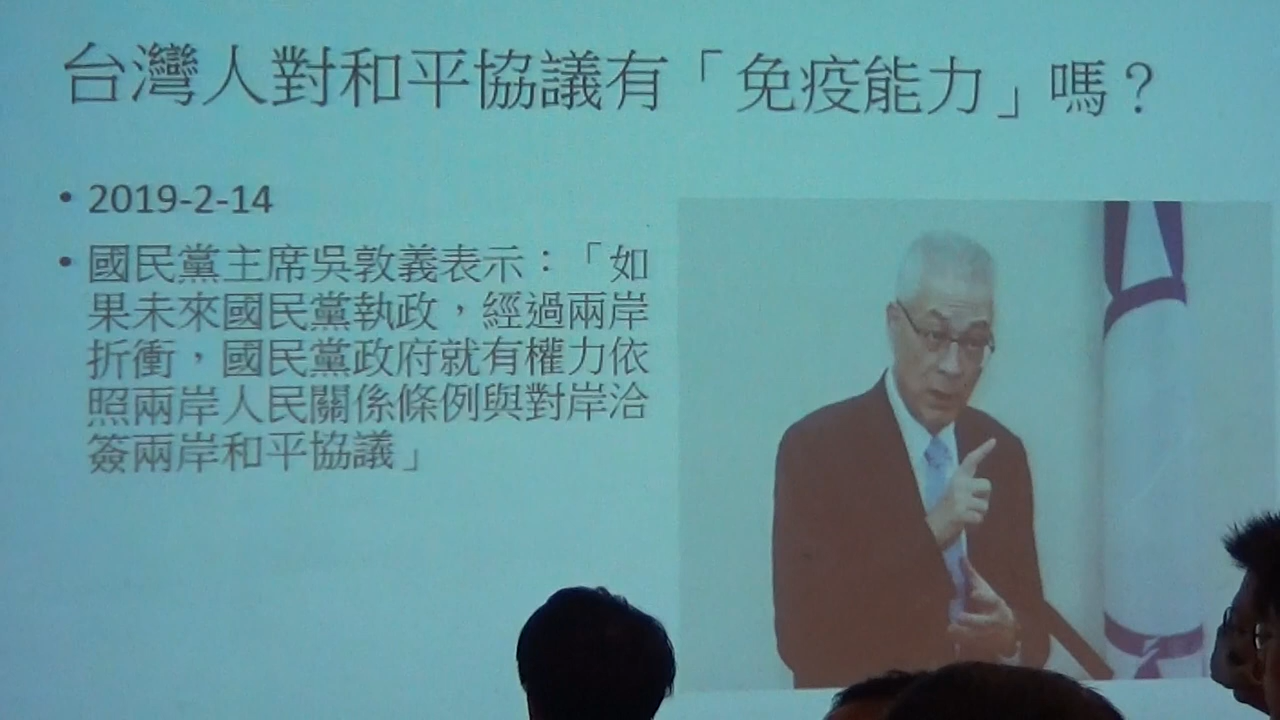 台灣人對和平協議有「免疫能力」嗎？
• 2019-2-14
• 國民黨主席吳敦義表示：「如
果未來國民黨執政，經過兩岸
折衝，國民黨政府就有權力依
照兩岸人民關係條例與對岸洽
簽兩岸和平協議」